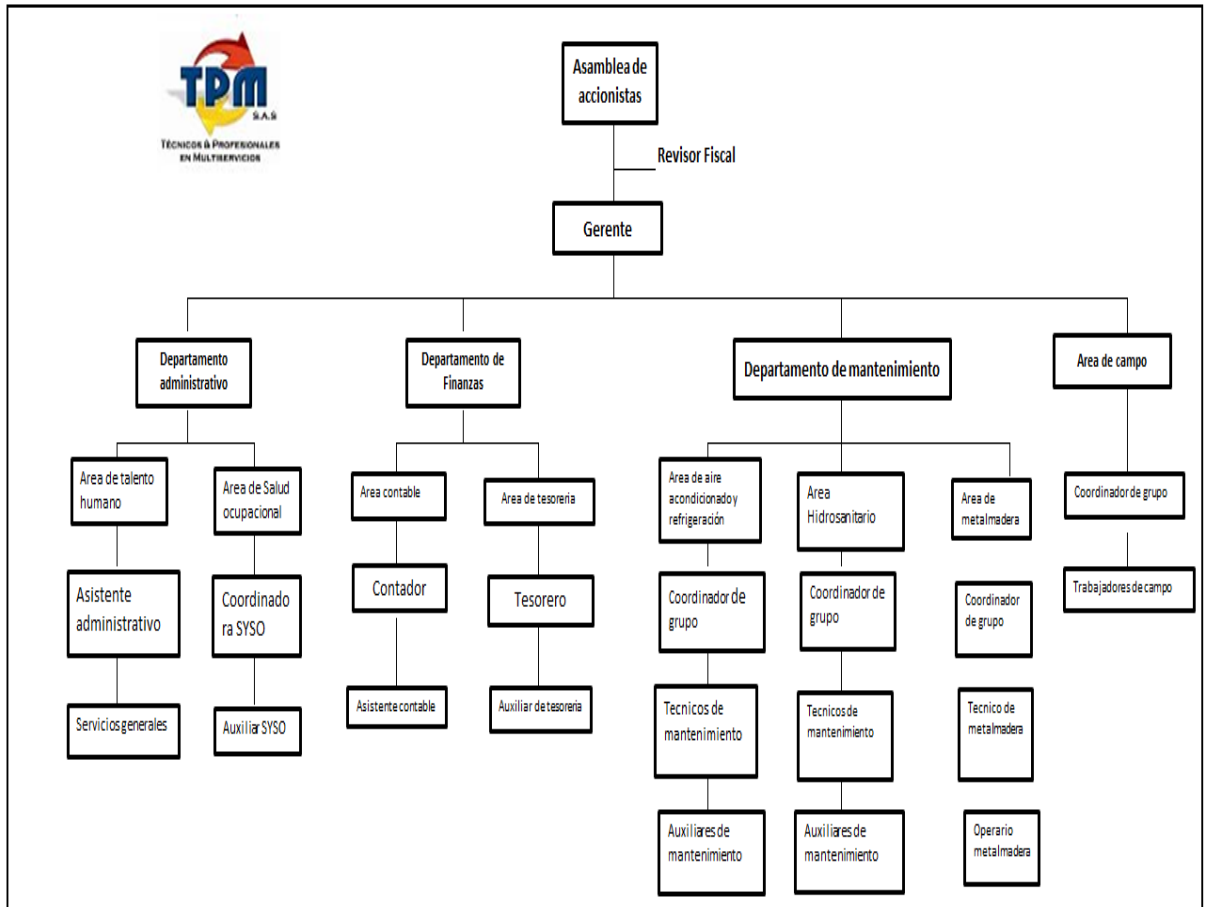 TPM
S.A.S
TÉCNICOS & PROFESIONALES
EN MULTISERVICIOS
Asamblea de
accionistas
Revisor Fiscal
Gerente
Departamento
administrativo
Departamento de
Finanzas
Departamento de mantenimiento
Area de campo
Area de talento
humano
Area de Salud
ocupacional
Area contable
Area de tesoreria
Area de aire
acondicionado y
refrigeración
Area
Hidrosanitario
Area de
metalmadera
Coordinador de grupo
Asistente
administrativo
Coordinado
ra SYSO
Contador
Tesorero
Coordinador de
grupo
Coordinador de
grupo
Coordinador
de grupo
Trabajadores de campo
Servicios generales
Auxiliar SYSO
Asistente contable
Auxiliar de tesoreria
Tecnicos de
mantenimiento
Tecnicos de
mantenimiento
Tecnico de
metalmadera
Auxiliares de
mantenimiento
Auxiliares de
mantenimiento
Operario
metalmadera